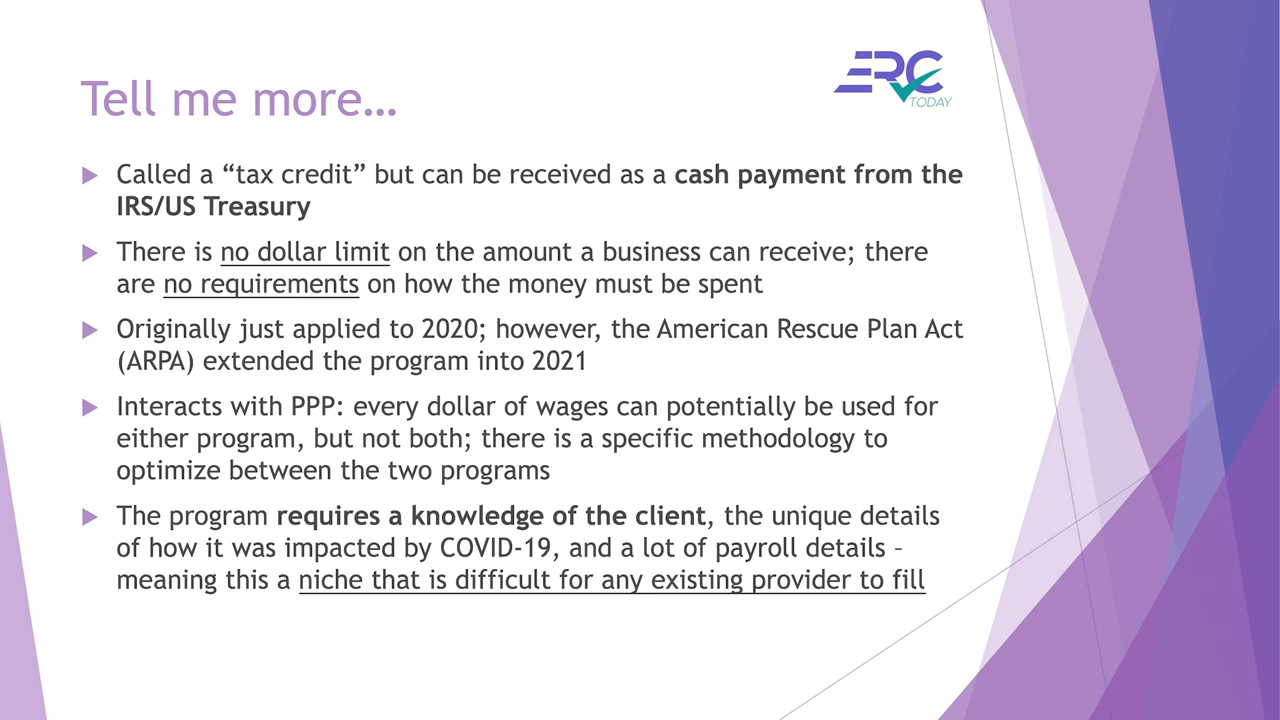 Tell me more…
ERC
TODAY
Called a “tax credit” but can be received as a cash payment from the
IRS/US Treasury
There is no dollar limit on the amount a business can receive; there
are no requirements on how the money must be spent
Originally just applied to 2020; however, the American Rescue Plan Act
(ARPA) extended the program into 2021
Interacts with PPP: every dollar of wages can potentially be used for
either program, but not both; there is a specific methodology to
optimize between the two programs
The program requires a knowledge of the client, the unique details
of how it was impacted by COVID-19, and a lot of payroll details –
meaning this a niche that is difficult for any existing provider to fill